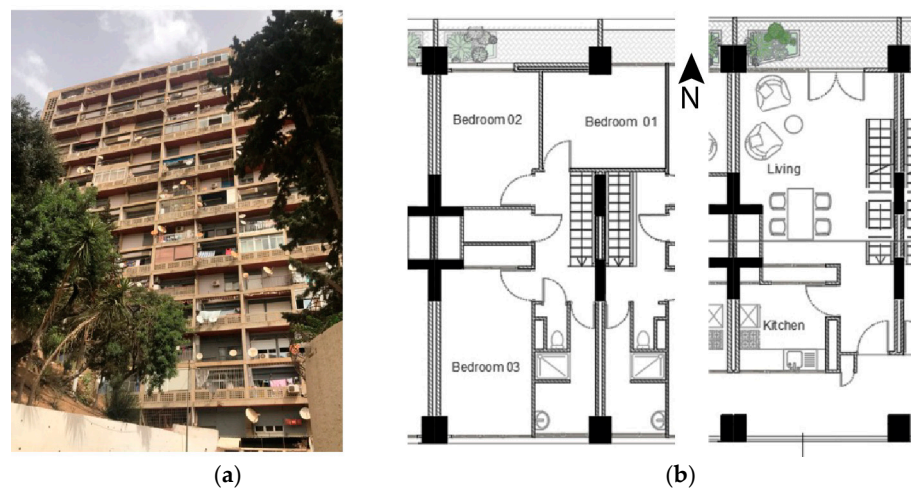 N
Bedroom 02
Bedroom 01
Living
Kitchen
Bedroom 03
(a)
(b)